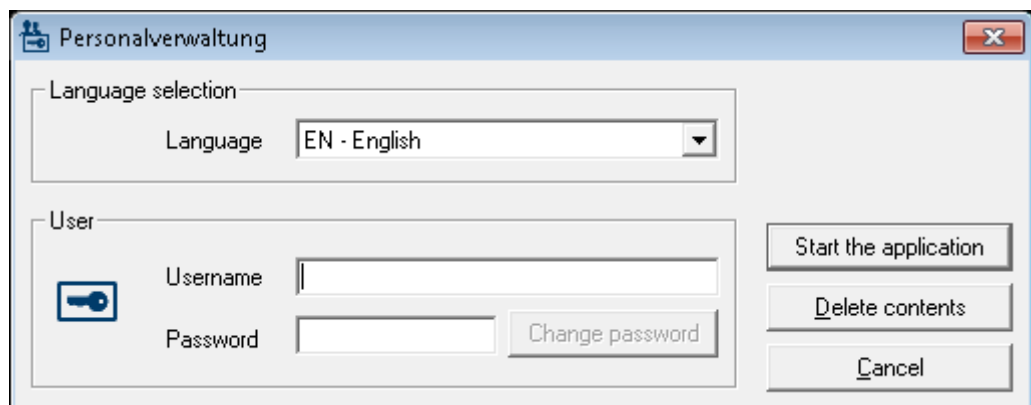 Personalverwaltung
Language selection
Language EN - English
User
Username
Password Change password
Start the application
Delete contents
Cancel